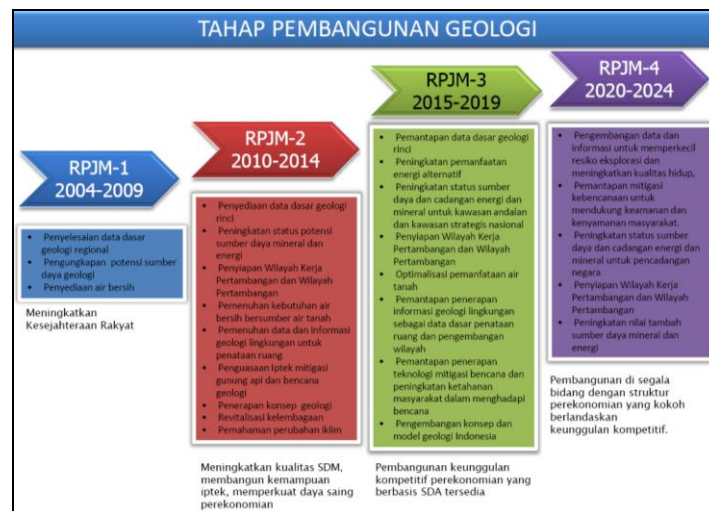 TAHAP PEMBANGUNAN GEOLOGI
RPJM-1
2004-2009
• Penyelesaian data dasar
geologi regional
• Pengungkapan potensi sumber
daya geologi
• Penyediaan air bersih
Meningkatkan
Kesejahteraan Rakyat
RPJM-2
2010-2014
• Penyediaan data dasar geologi
rinci
• Peningkatan status potensi
sumber daya mineral dan
energi
• Penyiapan Wilayah Kerja
Pertambangan dan Wilayah
Pertambangan
• Pemenuhan kebutuhan air
bersih bersumber air tanah
• Pemenuhan data dan informasi
geologi lingkungan untuk
penataan ruang
• Penguasaan Iptek mitigasi
gunung api dan bencana
geologi
• Penerapan konsep geologi
• Revitalisasi kelembagaan
• Pemahaman perubahan iklim
Meningkatkan kualitas SDM,
membangun kemampuan
iptek, memperkuat daya saing
perekonomian
RPJM-3
2015-2019
• Pemantapan data dasar geologi
rinci
• Peningkatan pemanfaatan
energi alternatif
• Peningkatan status sumber
daya dan cadangan energi dan
mineral untuk kawasan andalan
dan kawasan strategis nasional
• Penyiapan Wilayah Kerja
Pertambangan dan Wilayah
Pertambangan
• Optimalisasi pemanfataan air
tanah
• Pemantapan penerapan
informasi geologi lingkungan
sebagai data dasar penataan
ruang dan pengembangan
wilayah
• Pemantapan penerapan
teknologi mitigasi bencana dan
peningkatan ketahanan
masyarakat dalam menghadapi
bencana
• Pengembangan konsep dan
model geologi Indonesia
Pembangunan keunggulan
kompetitif perekonomian yang
berbasis SDA tersedia
RPJM-4
2020-2024
• Pengembangan data dan
informasi untuk memperkecil
resiko eksplorasi dan
meningkatkan kualitas hidup,
• Pemantapan mitigasi
kebencanaan untuk
mendukung keamanan dan
kenyamanan masyarakat.
• Peningkatan status sumber
daya dan cadangan energi dan
mineral untuk pencadangan
negara
• Penyiapan Wilayah Kerja
Pertambangan dan Wilayah
Pertambangan
• Peningkatan nilai tambah
sumber daya mineral dan
energi
Pembangunan di segala
bidang dengan struktur
perekonomian yang kokoh
berlandaskan
keunggulan kompetitif.